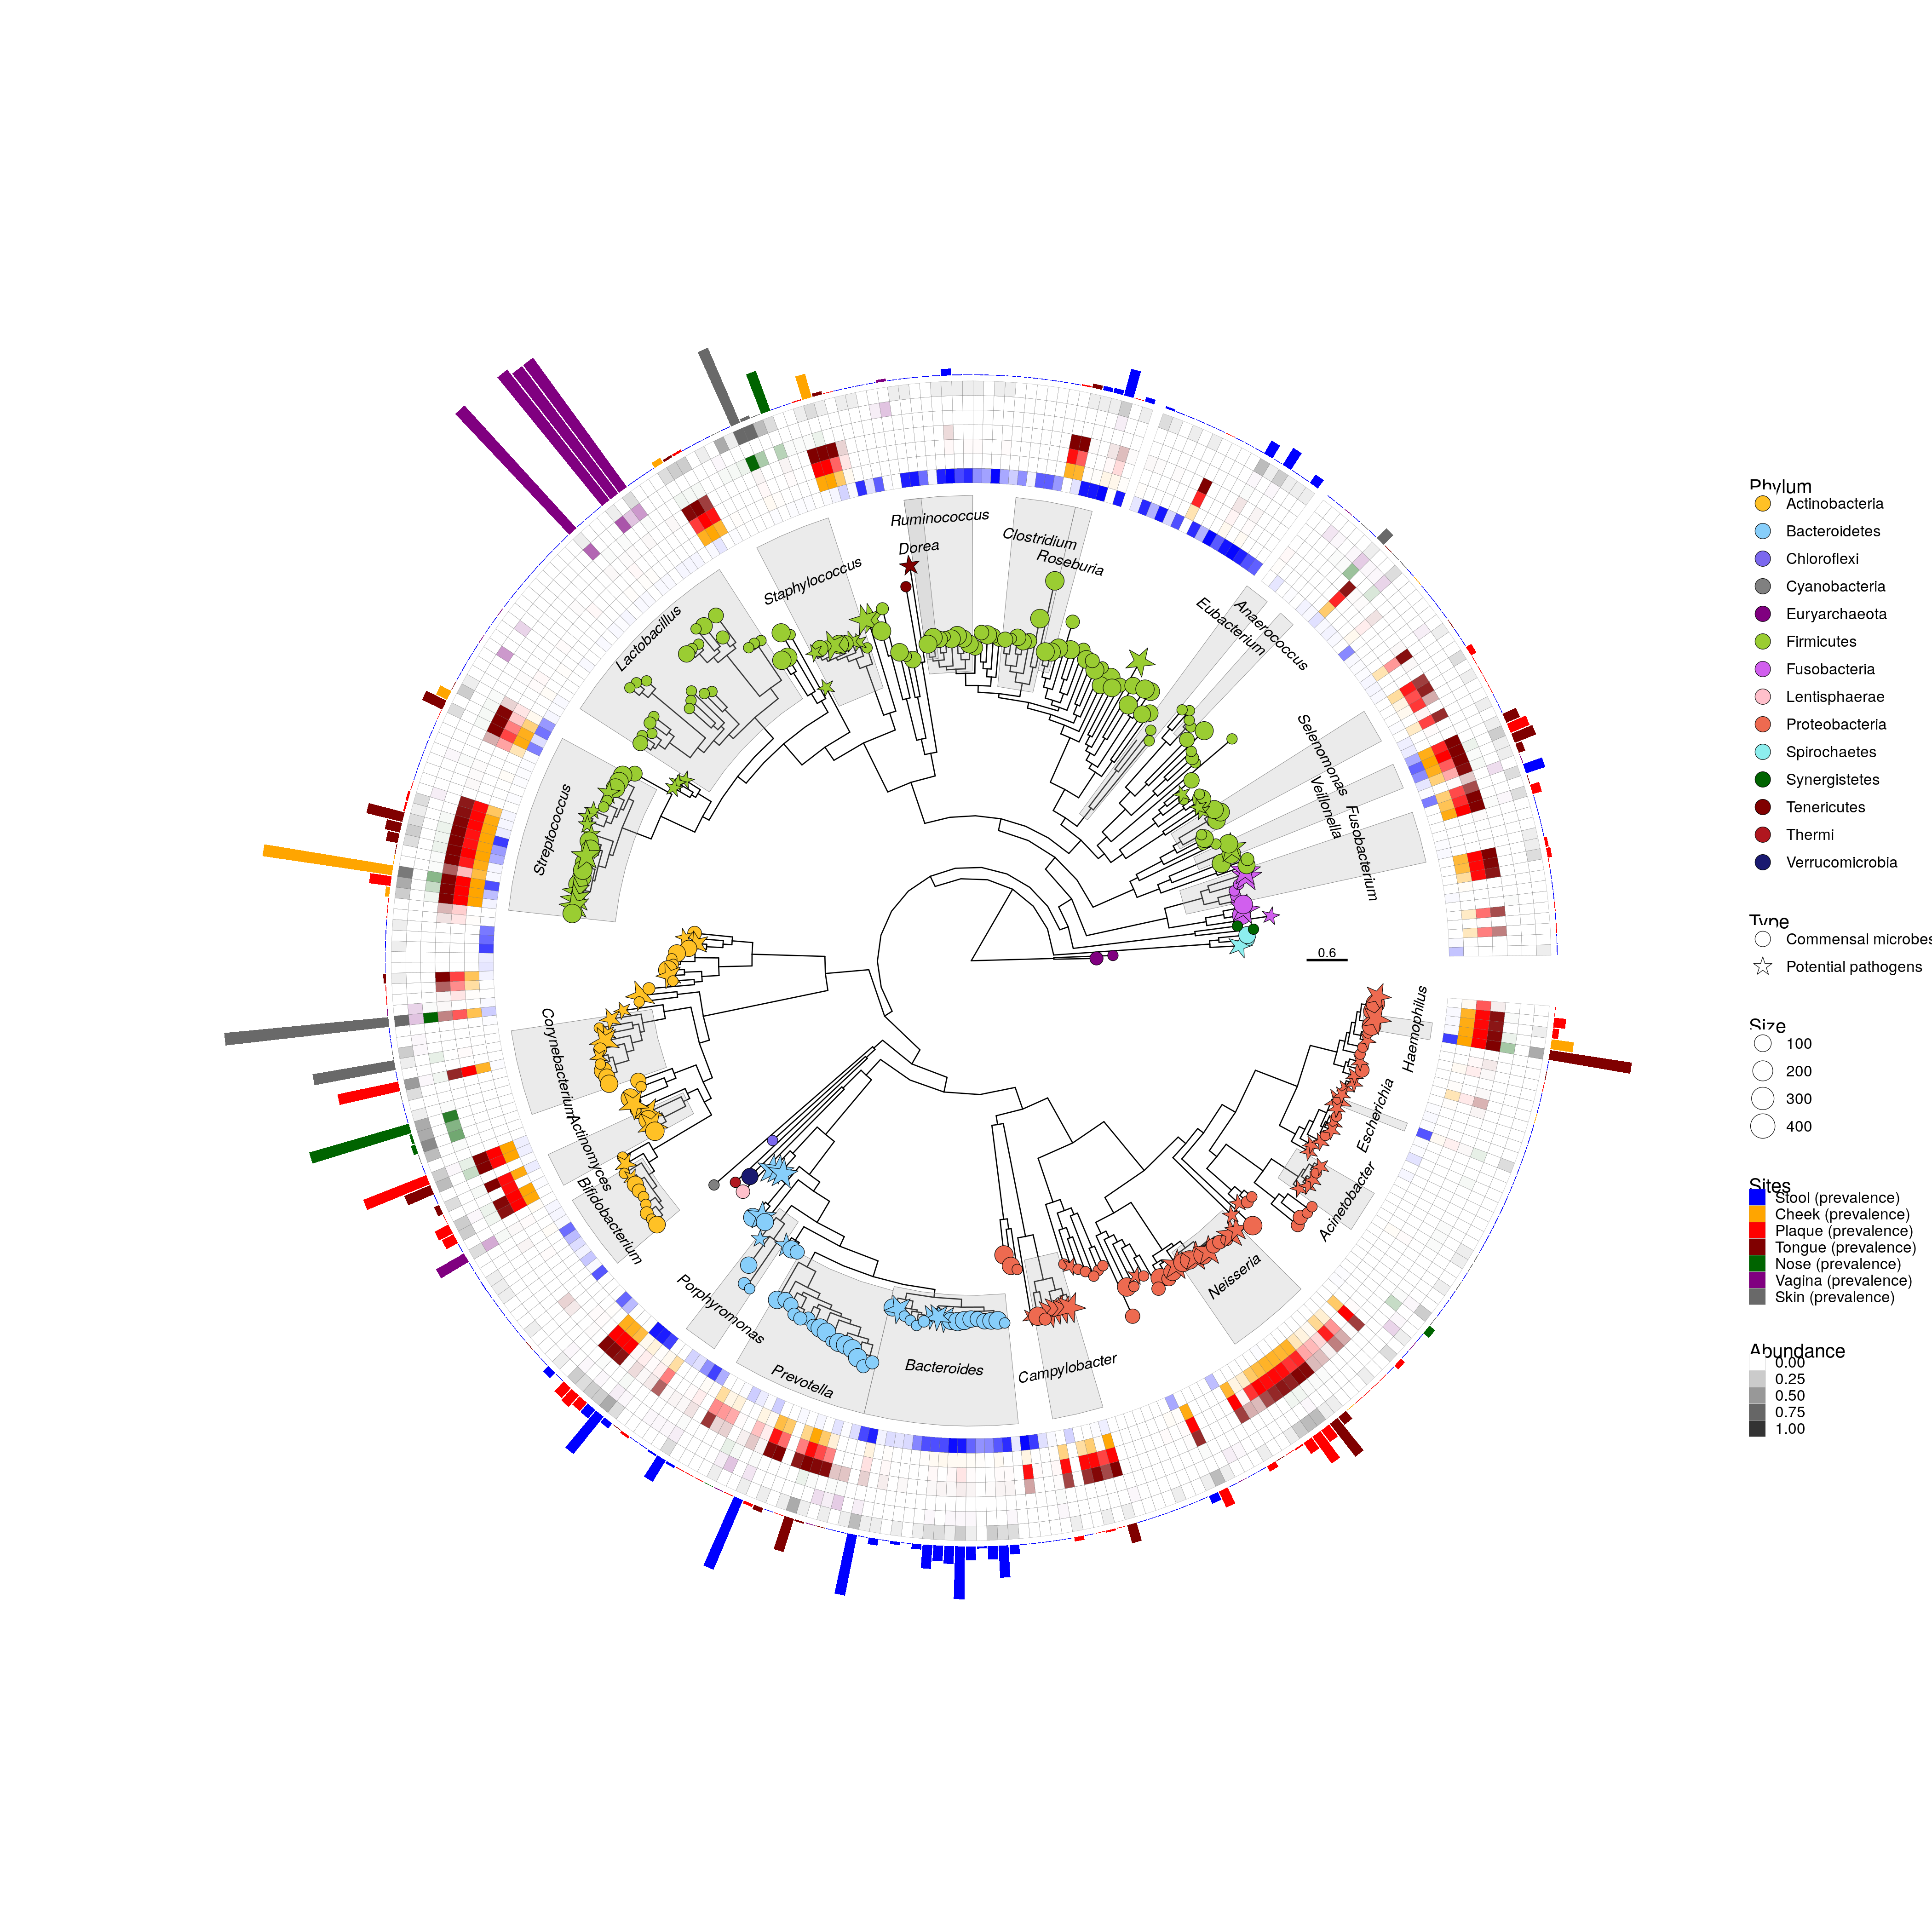 Ruminococcus
Dorea
Clostridium
Roseburia
Staphylococcus
Lactobacillus
Streptococcus
Eubacterium
Anaerococcus
Selenomonas
Veillonella
Fusobacterium
0.6
Haemophilus
Escherichia
Acinetobacter
Neisseria
Campylobacter
Bacteroides
Prevotella
Porphyromonas
Bifidobacterium
Actinomyces
Corynebacterium
Phylum
Actinobacteria
Bacteroidetes
Chloroflexi
Cyanobacteria
Euryarchaeota
Firmicutes
Fusobacteria
Lentisphaerae
Proteobacteria
Spirochaetes
Synergistetes
Tenericutes
Thermi
Verrucomicrobia
Type
Commensal microbes
Potential pathogens
Size
100
200
300
400
Sites
Stool (prevalence)
Cheek (prevalence)
Plaque (prevalence)
Tongue (prevalence)
Nose (prevalence)
Vagina (prevalence)
Skin (prevalence)
Abundance
0.00
0.25
0.50
0.75
1.00